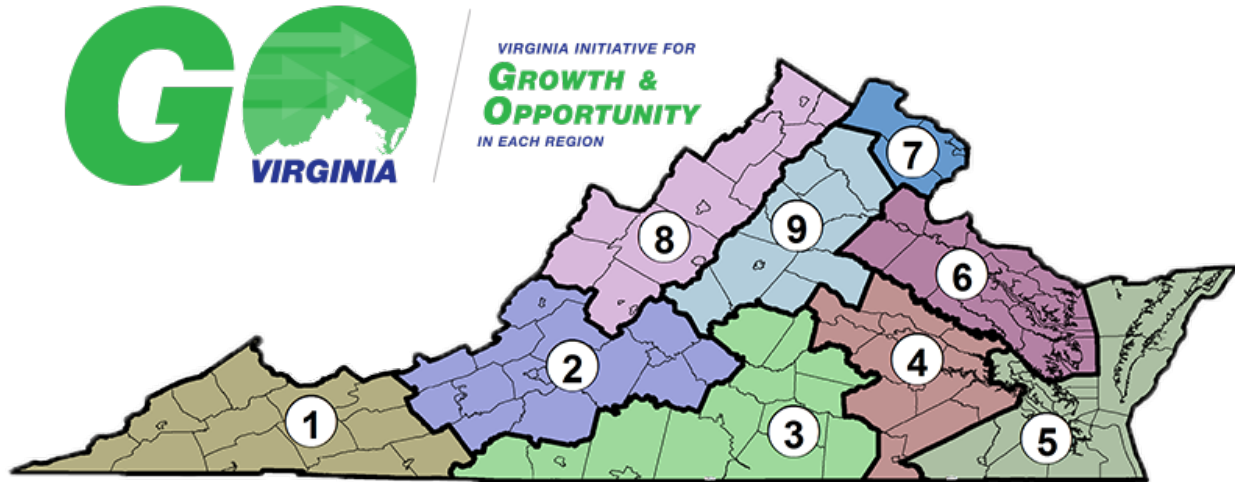 GO
VIRGINIA
VIRGINIA INITIATIVE FOR
GROWTH &
OPPORTUNITY
IN EACH REGION
7
8
9
6
4
2
1
3
5